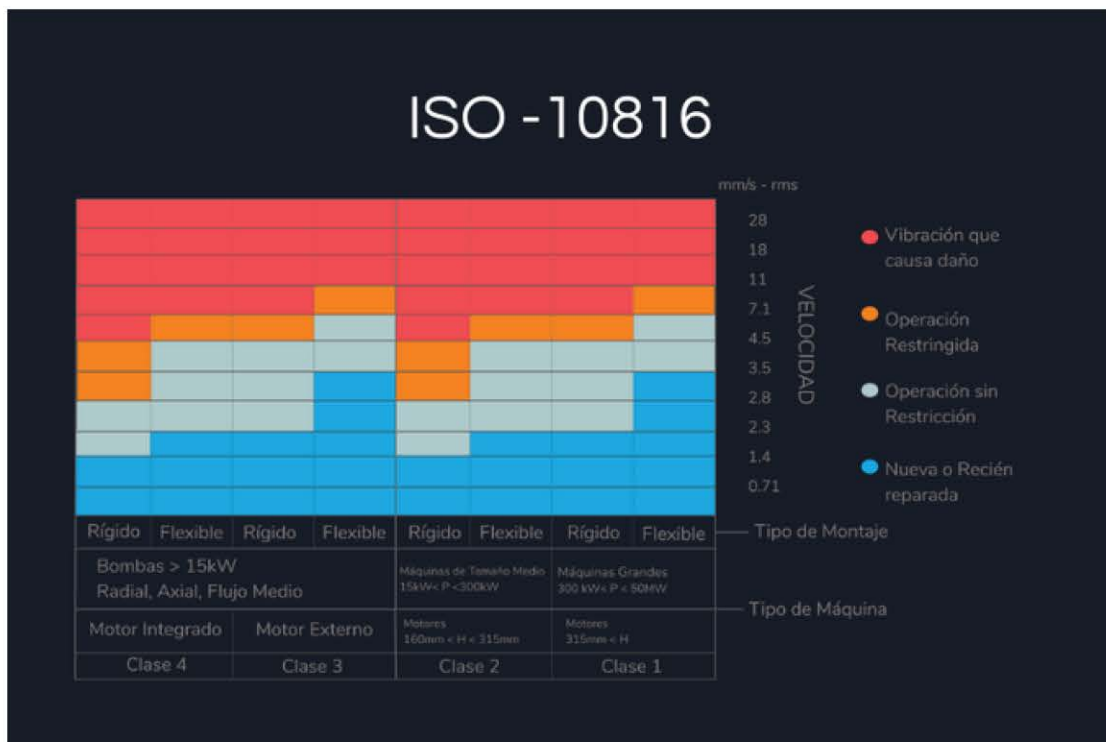 ISO -10816
mm/s - rms
28
18
11
7.1
4.5
3.5
2.8
2.3
1.4
0.71
VELOCIDAD
Vibración que
causa daño
Operación
Restringida
Operación sin
Restricción
Nueva o Recién
reparada
Rígido Flexible Rígido Flexible Rígido Flexible Rígido Flexible
Tipo de Montaje
Bombas > 15kW
Radial, Axial, Flujo Medio
Máquinas de Tamaño Medio
15kW< P <300kW
Máquinas Grandes
300 kW< P < 50MW
Tipo de Máquina
Motor Integrado
Motor Externo
Motores
160mm < H < 315mm
Motores
315mm < H
Clase 4 Clase 3 Clase 2 Clase 1